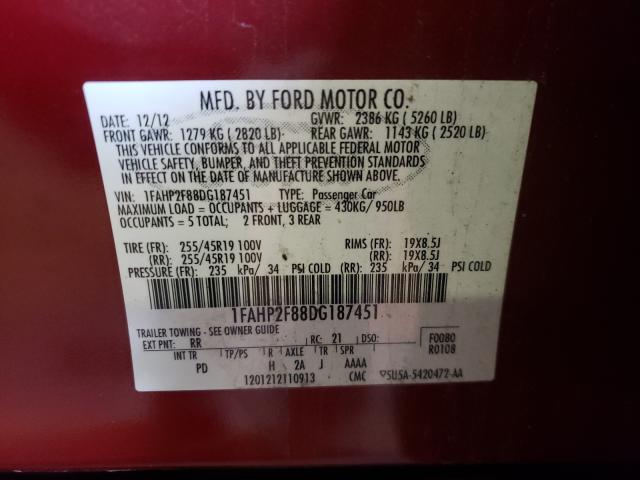 MFD. BY FORD MOTOR CO.
DATE: 12/12 GVWR: 2386 KG ( 5260 LB)
FRONT GAWR: 1279 KG ( 2820 LB) REAR GAWR: 1143 KG ( 2520 LB)
THIS VEHICLE CONFORMS TO ALL APPLICABLE FEDERAL MOTOR
VEHICLE SAFETY, BUMPER, AND THEFT PREVENTION STANDARDS
IN EFFECT ON THE DATE OF MANUFACTURE SHOWN ABOVE.
VIN: 1FAHP2F88DG187451 TYPE: Passenger Car
MAXIMUM LOAD = OCCUPANTS + LUGGAGE = 430KG/ 950LB
OCCUPANTS = 5 TOTAL; 2 FRONT, 3 REAR
TIRE (FR): 255/45R19 100V RIMS (FR): 19X8.5J
(RR): 255/45R19 100V (RR): 19X8.5J
PRESSURE (FR): 235 kPa/ 34 PSI COLD (RR): 235 kPa/ 34 PSI COLD
1FAHP2F88DG187451
TRAILER TOWING - SEE OWNER GUIDE
EXT PNT: RR RC: 21 DSO: F0080
R0108
INT TR TP/PS R AXLE TR SPR
PD H 2A J AAAA
1201212110913 CMC 5U5A-5420472-AA